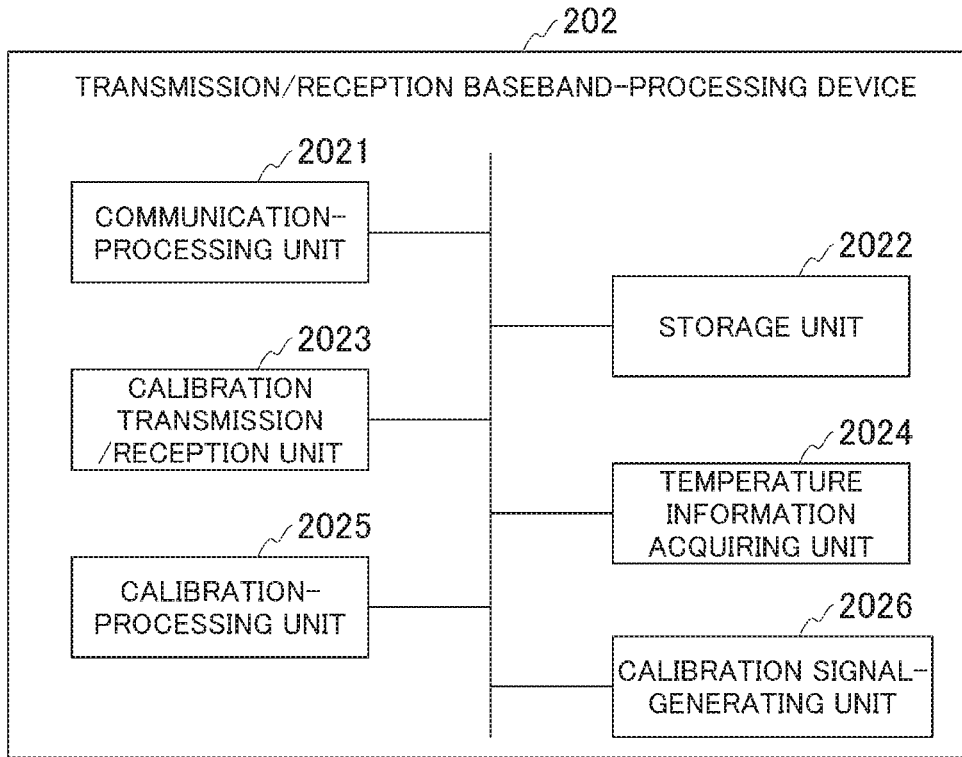 202
TRANSMISSION/RECEPTION BASEBAND-PROCESSING DEVICE
2021
COMMUNICATION-
PROCESSING UNIT
2022
STORAGE UNIT
2023
CALIBRATION
TRANSMISSION
/RECEPTION UNIT
2024
TEMPERATURE
INFORMATION
ACQUIRING UNIT
2025
CALIBRATION-
PROCESSING UNIT
2026
CALIBRATION SIGNAL-
GENERATING UNIT